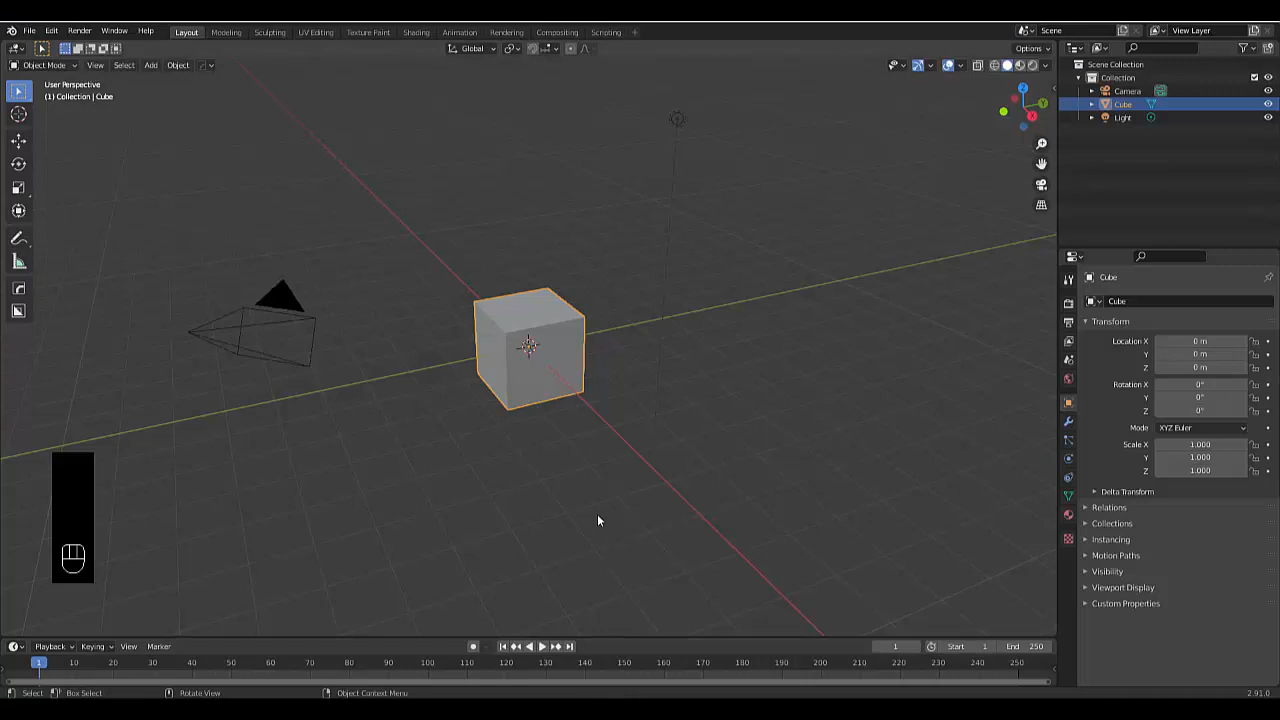 File Edit Render Window Help Layout Modeling Sculpting UV Editing Texture Paint Shading Animation Rendering Compositing Scripting + Scene View Layer
Global Options
Object Mode View Select Add Object
User Perspective
(1) Collection | Cube
Z
Y
X
Scene Collection
Collection
Camera
Cube
Light
Cube
Cube
Transform
Location X 0 m
Y 0 m
Z 0 m
Rotation X 0°
Y 0°
Z 0°
Mode XYZ Euler
Scale X 1.000
Y 1.000
Z 1.000
Delta Transform
Relations
Collections
Instancing
Motion Paths
Visibility
Viewport Display
Custom Properties
Playback Keying View Marker 1 Start 1 End 250
1 10 20 30 40 50 60 70 80 90 100 110 120 130 140 150 160 170 180 190 200 210 220 230 240 250
Select Box Select Rotate View Object Context Menu 2.91.0